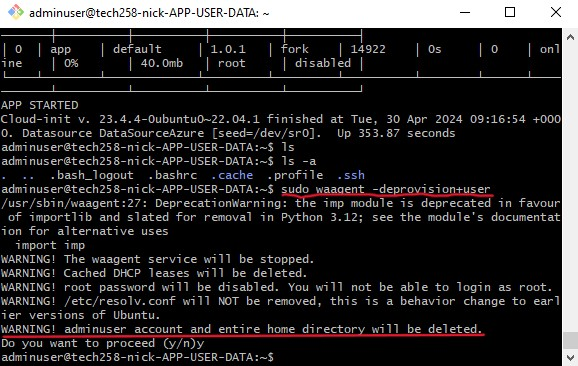 adminuser@tech258-nick-APP-USER-DATA: ~
│ 0 │ app │ default │ 1.0.1 │ fork │ 14922 │ 0s │ 0 │ onl
ine │ 0% │ 40.0mb │ root │ disabled │
APP STARTED
Cloud-init v. 23.4.4-0ubuntu0~22.04.1 finished at Tue, 30 Apr 2024 09:16:54 +000
0. Datasource DataSourceAzure [seed=/dev/sr0].  Up 353.87 seconds
adminuser@tech258-nick-APP-USER-DATA:~$ ls
adminuser@tech258-nick-APP-USER-DATA:~$ ls -a
.  ..  .bash_logout  .bashrc  .cache  .profile  .ssh
adminuser@tech258-nick-APP-USER-DATA:~$ sudo waagent -deprovision+user
/usr/sbin/waagent:27: DeprecationWarning: the imp module is deprecated in favour
 of importlib and slated for removal in Python 3.12; see the module's documentat
ion for alternative uses
  import imp
WARNING! The waagent service will be stopped.
WARNING! Cached DHCP leases will be deleted.
WARNING! root password will be disabled. You will not be able to login as root.
WARNING! /etc/resolv.conf will NOT be removed, this is a behavior change to earl
ier versions of Ubuntu.
WARNING! adminuser account and entire home directory will be deleted.
Do you want to proceed (y/n)y
adminuser@tech258-nick-APP-USER-DATA:~$